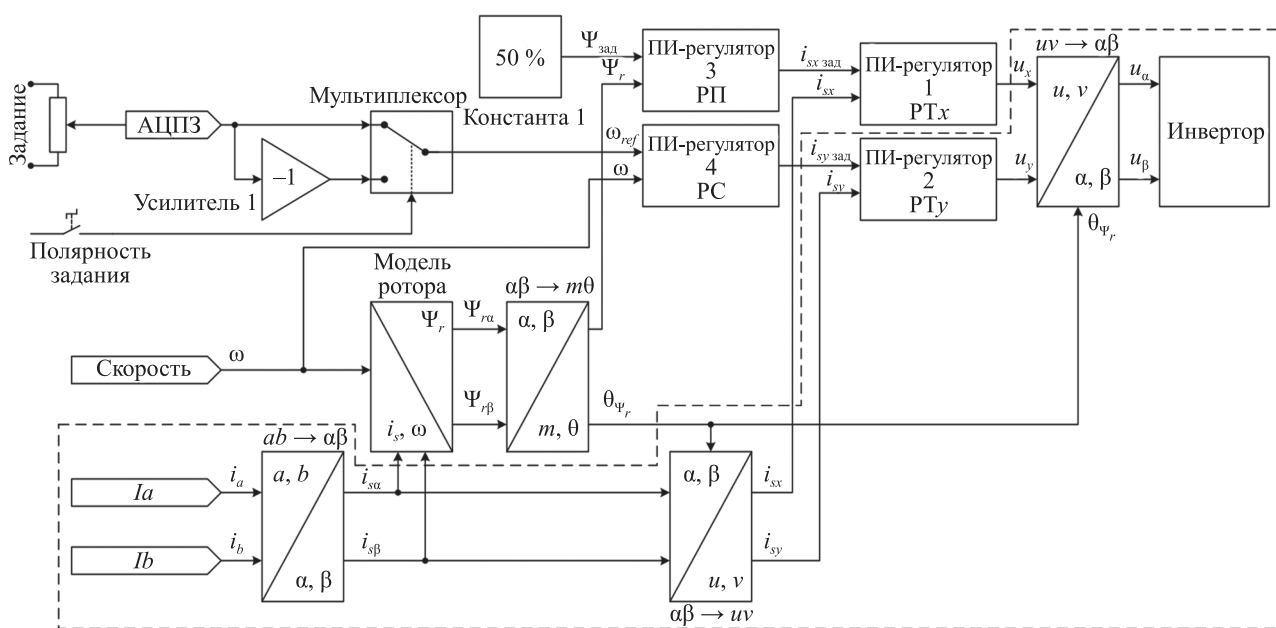 Задание
АЦПЗ
Усилитель 1
–1
Полярность
задания
Мультиплексор
50 %
Константа 1
Ψзад
Ψr
ωref
ω
ПИ-регулятор
3
РП
ПИ-регулятор
4
РС
isx зад
isx
isy зад
isv
ПИ-регулятор
1
РТx
ПИ-регулятор
2
РТy
ux
uy
uv → αβ
u, v
α, β
uα
uβ
Инвертор
θΨr
Скорость
ω
Модель
ротора
Ψr
is, ω
Ψrα
Ψrβ
αβ → mθ
α, β
m, θ
θΨr
Ia
Ib
ia
ib
ab → αβ
a, b
α, β
isα
isβ
α, β
u, v
αβ → uv
isx
isy